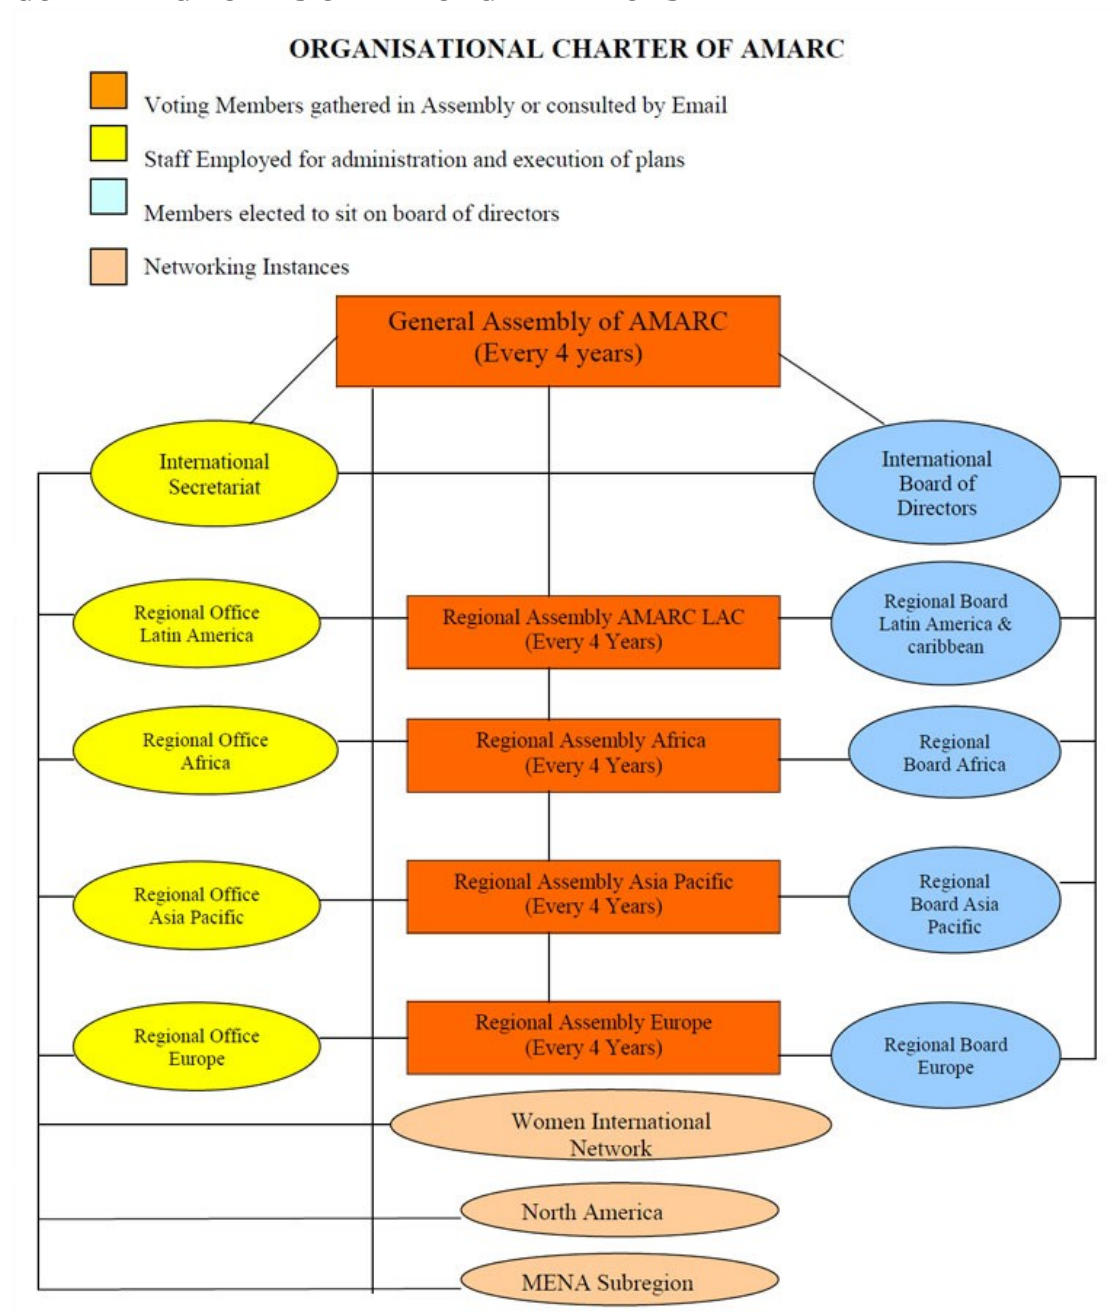 ORGANISATIONAL CHARTER OF AMARC
Voting Members gathered in Assembly or consulted by Email
Staff Employed for administration and execution of plans
Members elected to sit on board of directors
Networking Instances
General Assembly of AMARC
(Every 4 years)
International
Secretariat
International
Board of
Directors
Regional Office
Latin America
Regional Assembly AMARC LAC
(Every 4 Years)
Regional Board
Latin America &
caribbean
Regional Office
Africa
Regional Assembly Africa
(Every 4 Years)
Regional
Board Africa
Regional Office
Asia Pacific
Regional Assembly Asia Pacific
(Every 4 Years)
Regional
Board Asia
Pacific
Regional Office
Europe
Regional Assembly Europe
(Every 4 Years)
Regional Board
Europe
Women International
Network
North America
MENA Subregion